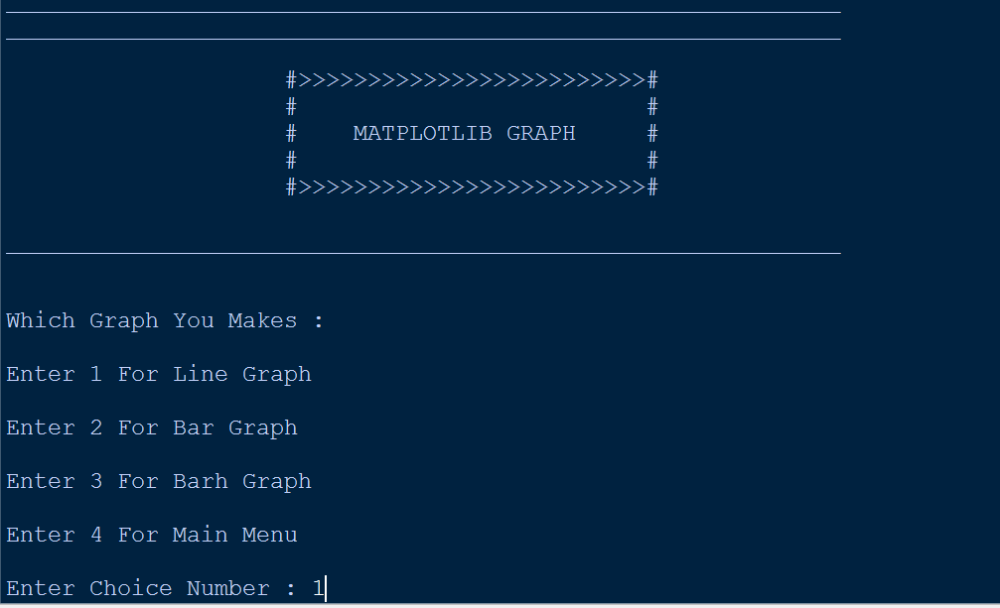 #>>>>>>>>>>>>>>>>>>>>>>>>>#
# #
# MATPLOTLIB GRAPH #
# #
#>>>>>>>>>>>>>>>>>>>>>>>>>#
Which Graph You Makes :
Enter 1 For Line Graph
Enter 2 For Bar Graph
Enter 3 For Barh Graph
Enter 4 For Main Menu
Enter Choice Number : 1